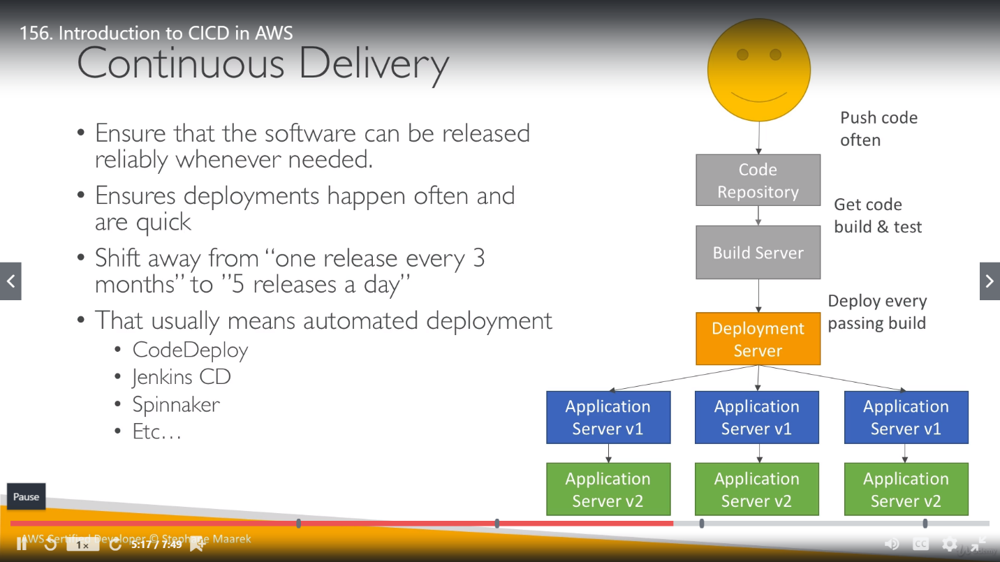 156. Introduction to CICD in AWS
Continuous Delivery
• Ensure that the software can be released
reliably whenever needed.
• Ensures deployments happen often and
are quick
• Shift away from “one release every 3
months” to ”5 releases a day”
• That usually means automated deployment
• CodeDeploy
• Jenkins CD
• Spinnaker
• Etc…
Push code
often
Code
Repository
Get code
build & test
Build Server
Deploy every
passing build
Deployment
Server
Application
Server v1
Application
Server v1
Application
Server v1
Application
Server v2
Application
Server v2
Application
Server v2
Pause
AWS Certified Developer © Stephane Maarek
1×
5:17 / 7:49
CC